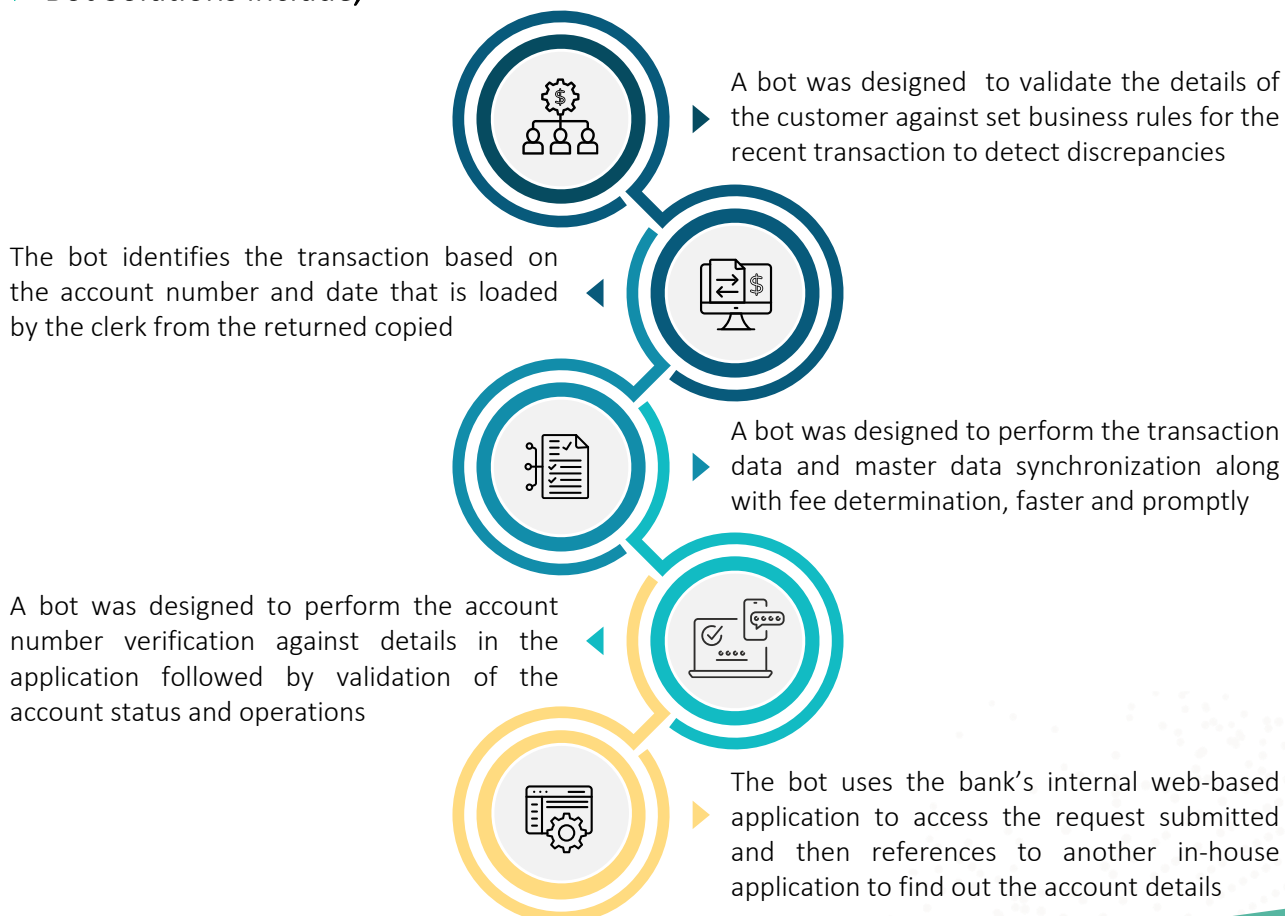 Bot Solutions include,
A bot was designed to validate the details of
the customer against set business rules for the
recent transaction to detect discrepancies
The bot identifies the transaction based on
the account number and date that is loaded
by the clerk from the returned copied
A bot was designed to perform the transaction
data and master data synchronization along
with fee determination, faster and promptly
A bot was designed to perform the account
number verification against details in the
application followed by validation of the
account status and operations
The bot uses the bank’s internal web-based
application to access the request submitted
and then references to another in-house
application to find out the account details